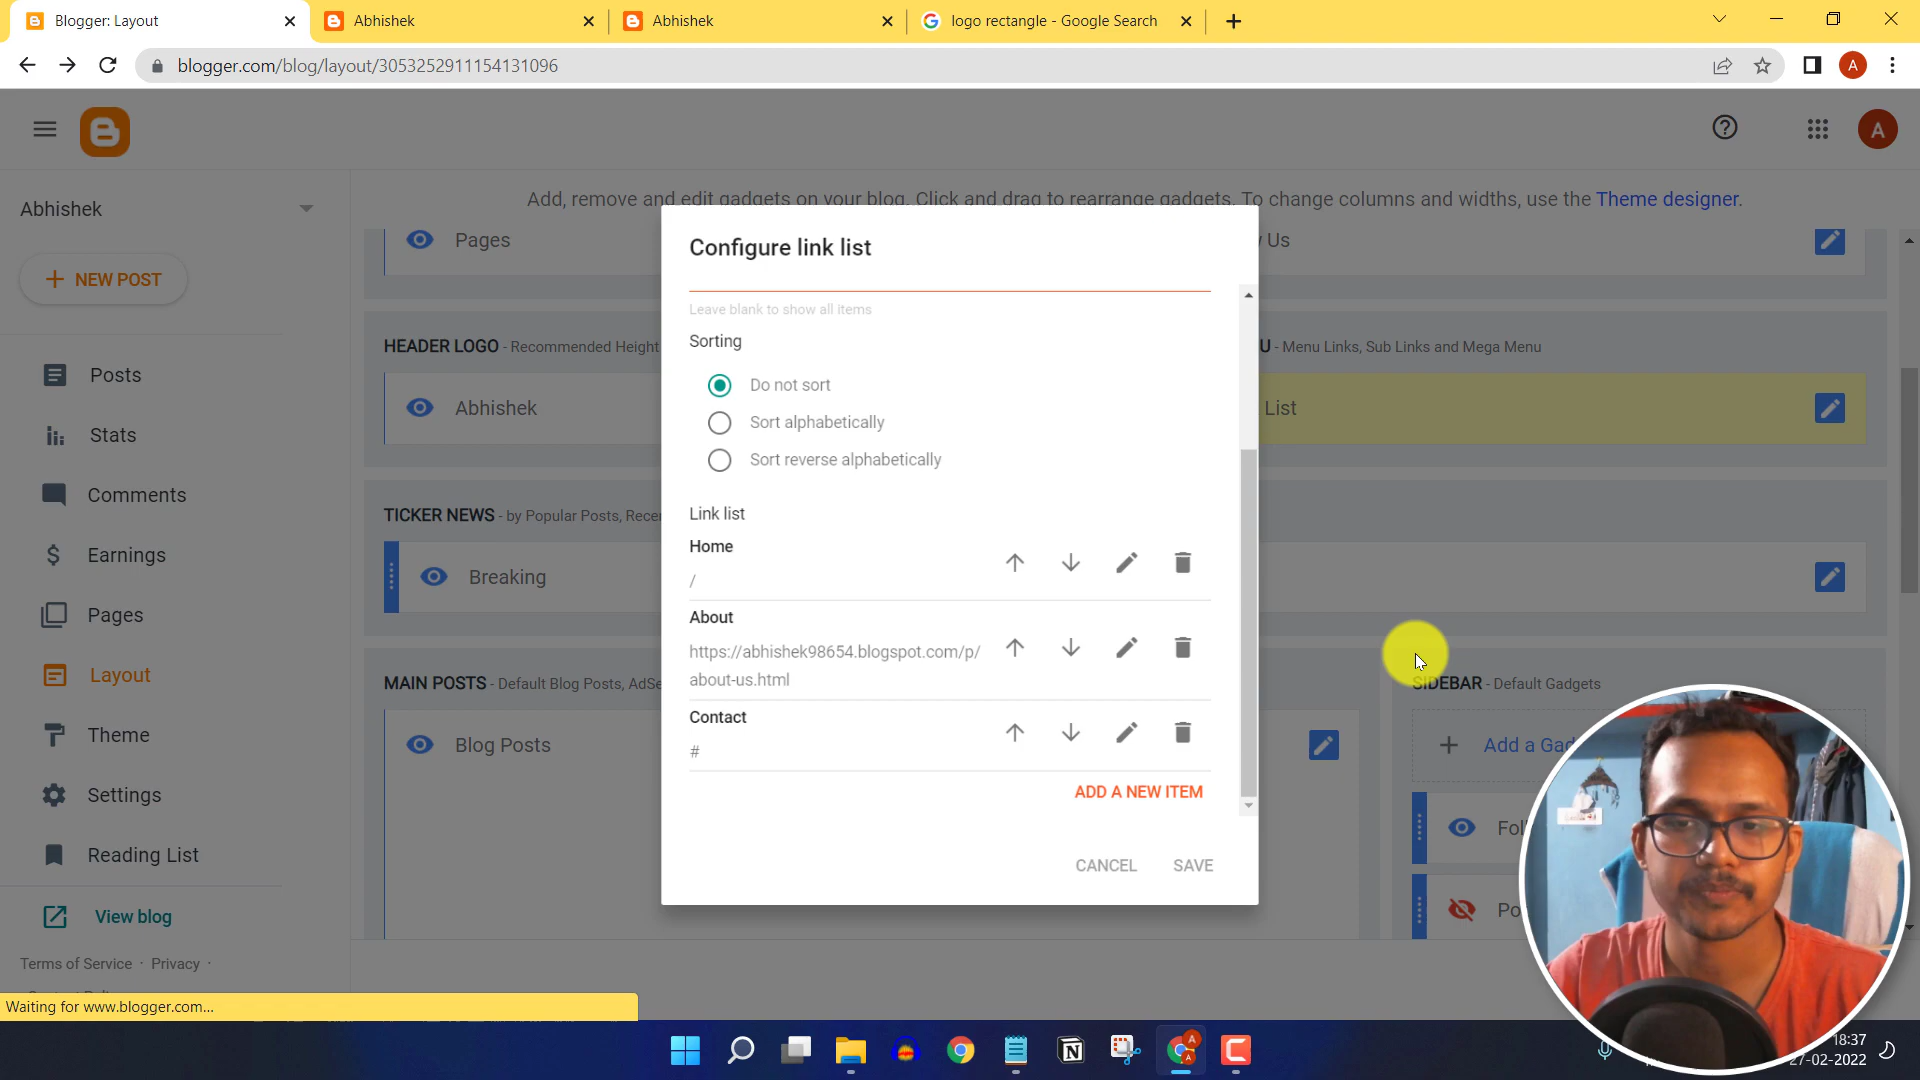 Blogger: Layout
Abhishek
Abhishek
logo rectangle - Google Search
blogger.com/blog/layout/3053252911154131096
A
A
Abhishek
NEW POST
Posts
Stats
Comments
Earnings
Pages
Layout
Theme
Settings
Reading List
View blog
Terms of Service · Privacy ·
Waiting for www.blogger.com...
Add, remove and edit gadgets on your blog. Click and drag to rearrange gadgets. To change columns and widths, use the Theme designer.
Pages
Us
HEADER LOGO - Recommended Height
U - Menu Links, Sub Links and Mega Menu
Abhishek
List
TICKER NEWS - by Popular Posts, Rece
Breaking
MAIN POSTS - Default Blog Posts, AdSe
Blog Posts
SIDEBAR - Default Gadgets
Add a Gad
Foll
Po
Configure link list
Leave blank to show all items
Sorting
Do not sort
Sort alphabetically
Sort reverse alphabetically
Link list
Home
/
About
https://abhishek98654.blogspot.com/p/
about-us.html
Contact
#
ADD A NEW ITEM
CANCEL
SAVE
18:37
27-02-2022